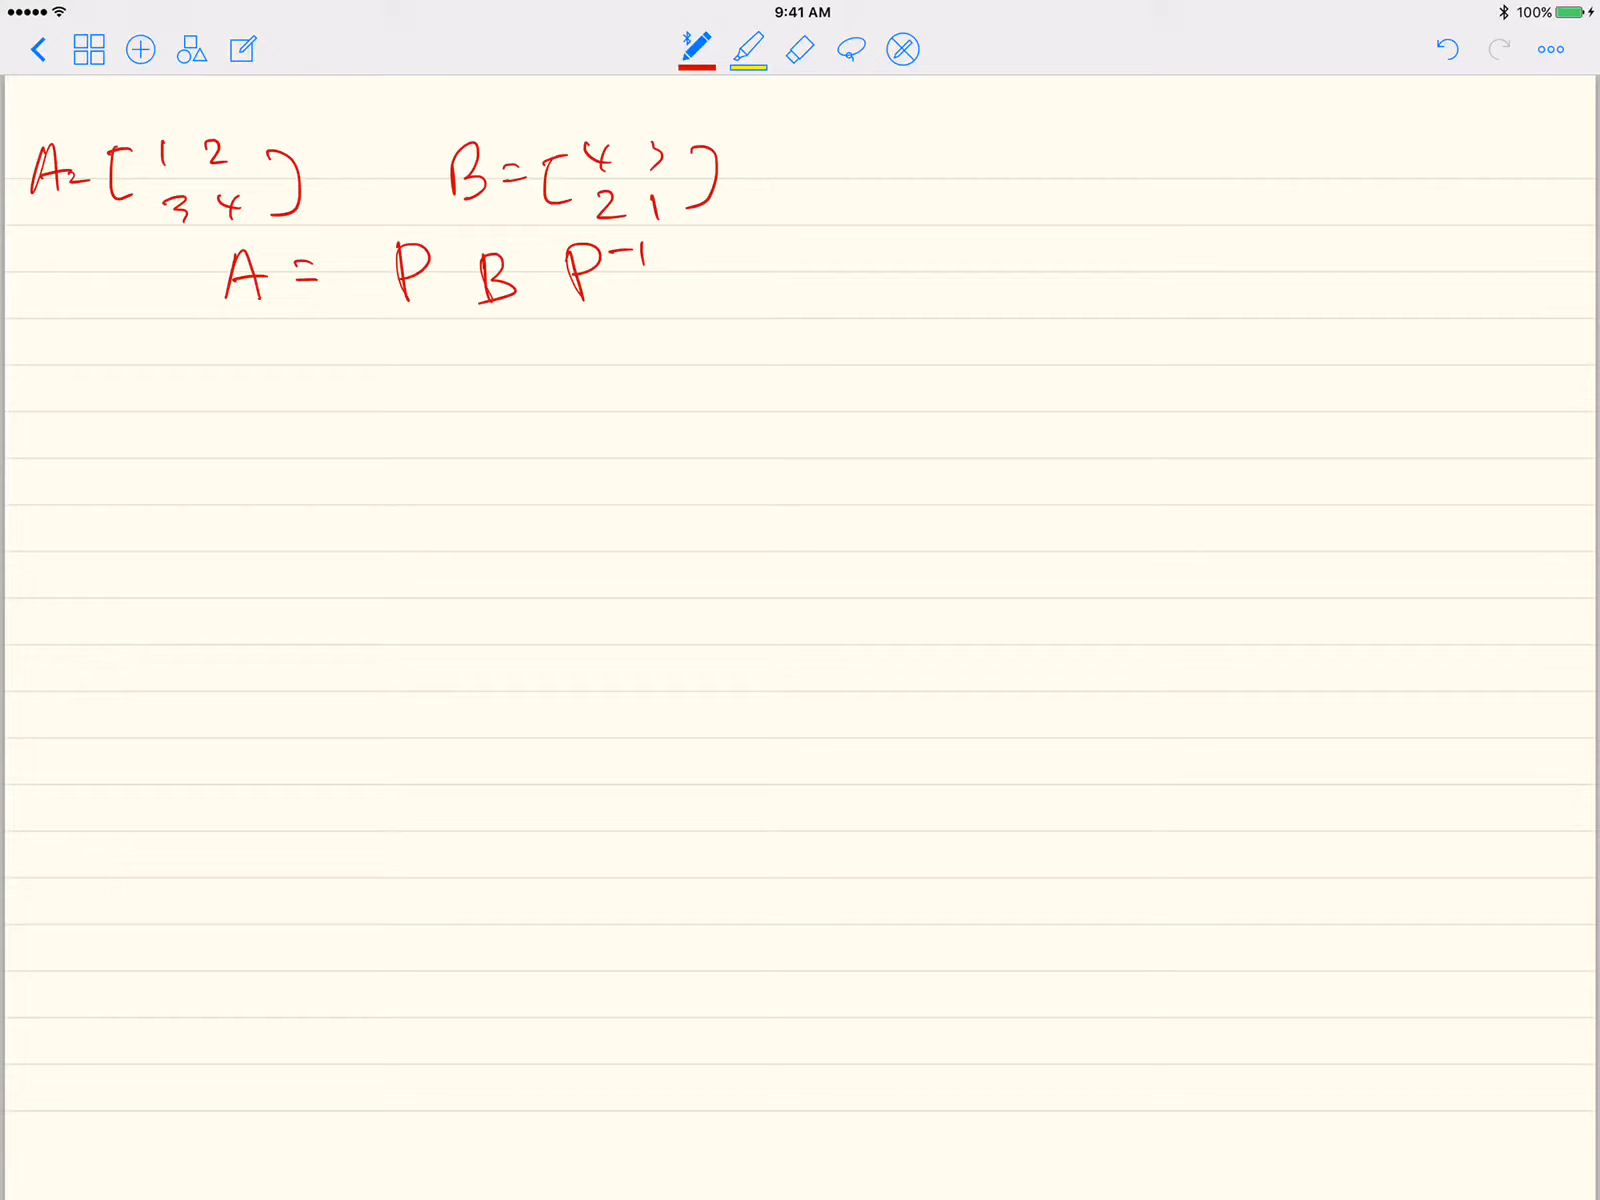 9:41 AM 100%
A = [ 1 2 B = [ 4 3 ]
3 4 ] 2 1
A = P B P⁻¹